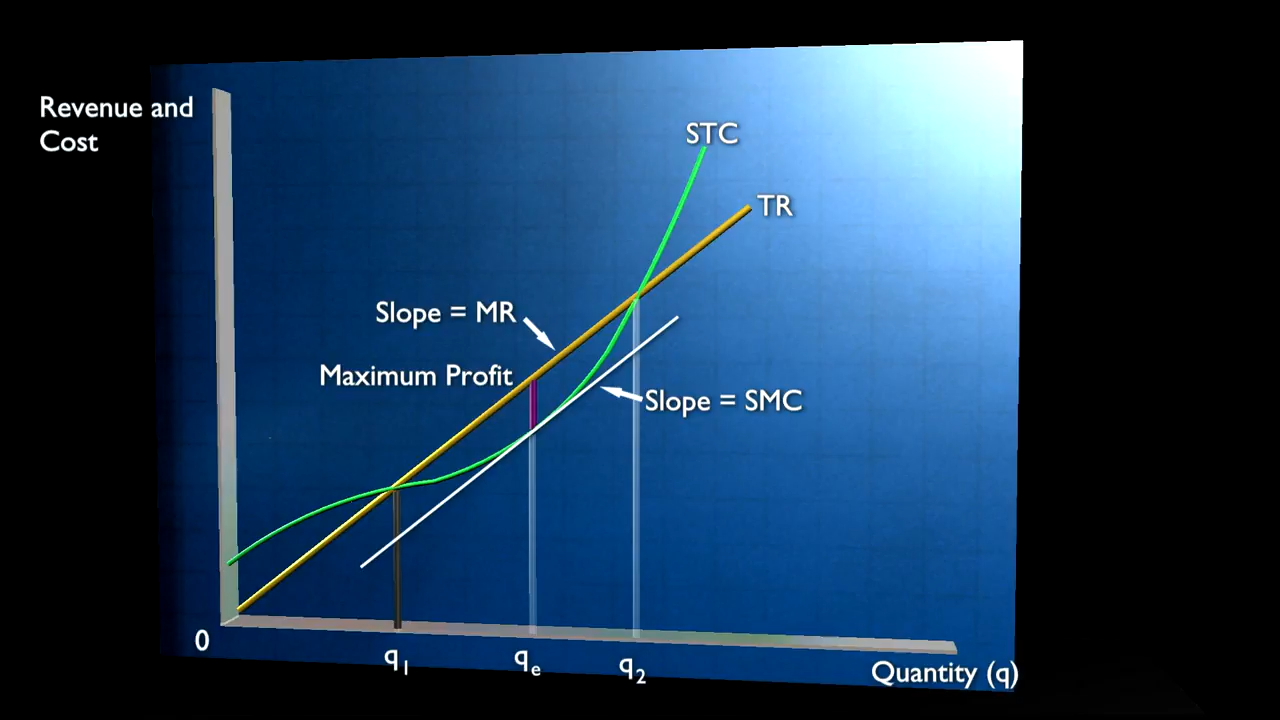 Revenue and
Cost
STC
TR
Slope = MR
Maximum Profit
Slope = SMC
0
q₁
qₑ
q₂
Quantity (q)